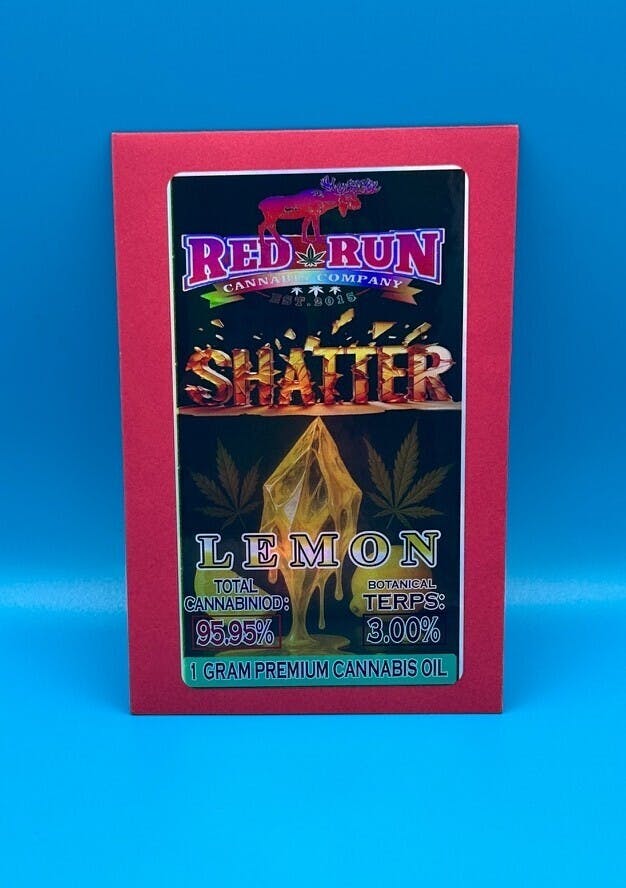 RED RUN
CANNABIS COMPANY
EST. 2015
SHATTER
LEMON
TOTAL
CANNABINIOD:
95.95%
BOTANICAL
TERPS:
3.00%
1 GRAM PREMIUM CANNABIS OIL